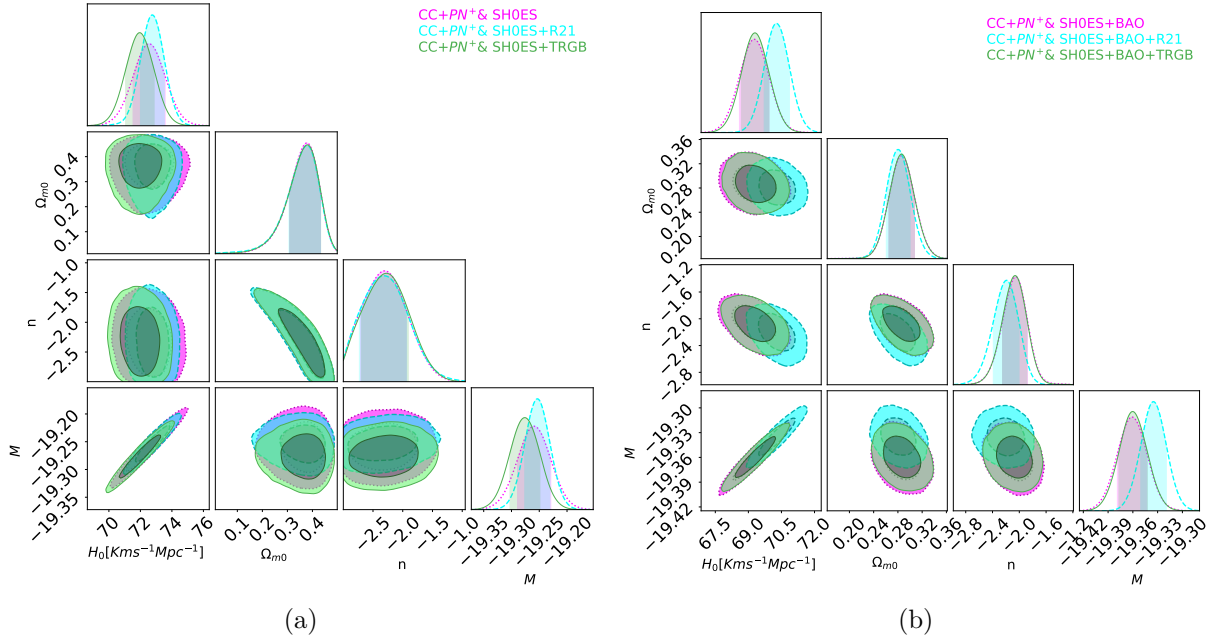 CC+PN⁺& SH0ES
CC+PN⁺& SH0ES+R21
CC+PN⁺& SH0ES+TRGB
Ω_m0
0.4
0.3
0.2
0.1
n
−1.0
−1.5
−2.0
−2.5
M
−19.20
−19.25
−19.30
−19.35
70 72 74 76
H₀[Kms⁻¹Mpc⁻¹]
0.1 0.2 0.3 0.4
Ω_m0
−2.5 −2.0 −1.5 −1.0
n
−19.35 −19.30 −19.25 −19.20
M
(a)
CC+PN⁺& SH0ES+BAO
CC+PN⁺& SH0ES+BAO+R21
CC+PN⁺& SH0ES+BAO+TRGB
Ω_m0
0.36
0.32
0.28
0.24
0.20
n
−1.2
−1.6
−2.0
−2.4
−2.8
M
−19.30
−19.33
−19.36
−19.39
−19.42
67.5 69.0 70.5 72.0
H₀[Kms⁻¹Mpc⁻¹]
0.20 0.24 0.28 0.32 0.36
Ω_m0
−2.8 −2.4 −2.0 −1.6 −1.2
n
−19.42 −19.39 −19.36 −19.33 −19.30
M
(b)